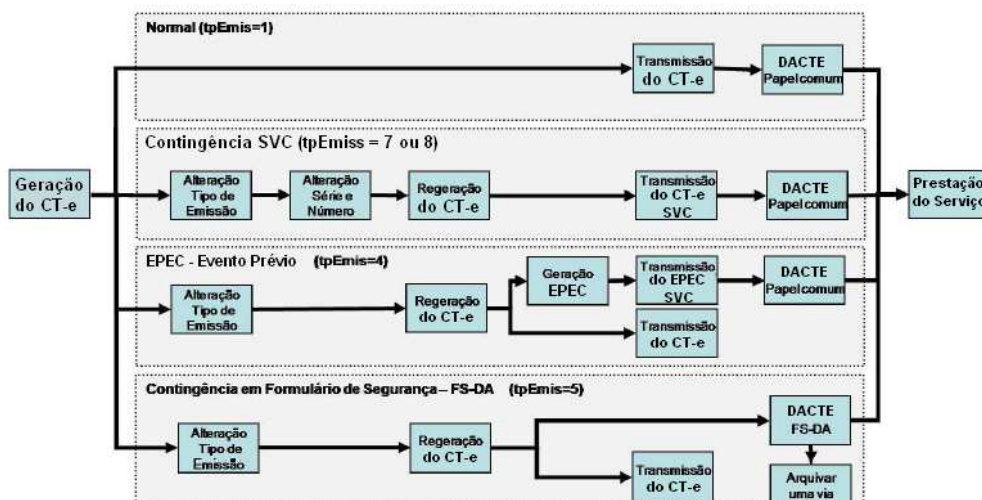 Normal (tpEmis=1)
Transmissão
do CT-e
DACTE
Papel comum
Contingência SVC (tpEmiss = 7 ou 8)
Geração
do CT-e
Alteração
Tipo de
Emissão
Alteração
Série e
Número
Regeração
do CT-e
Transmissão
do CT-e
SVC
DACTE
Papel comum
Prestação
do Serviço
EPEC - Evento Prévio (tpEmis=4)
Alteração
Tipo de
Emissão
Regeração
do CT-e
Geração
EPEC
Transmissão
do EPEC
SVC
DACTE
Papel comum
Transmissão
do CT-e
Contingência em Formulário de Segurança – FS-DA (tpEmis=5)
Alteração
Tipo de
Emissão
Regeração
do CT-e
DACTE
FS-DA
Transmissão
do CT-e
Arquivar
uma via